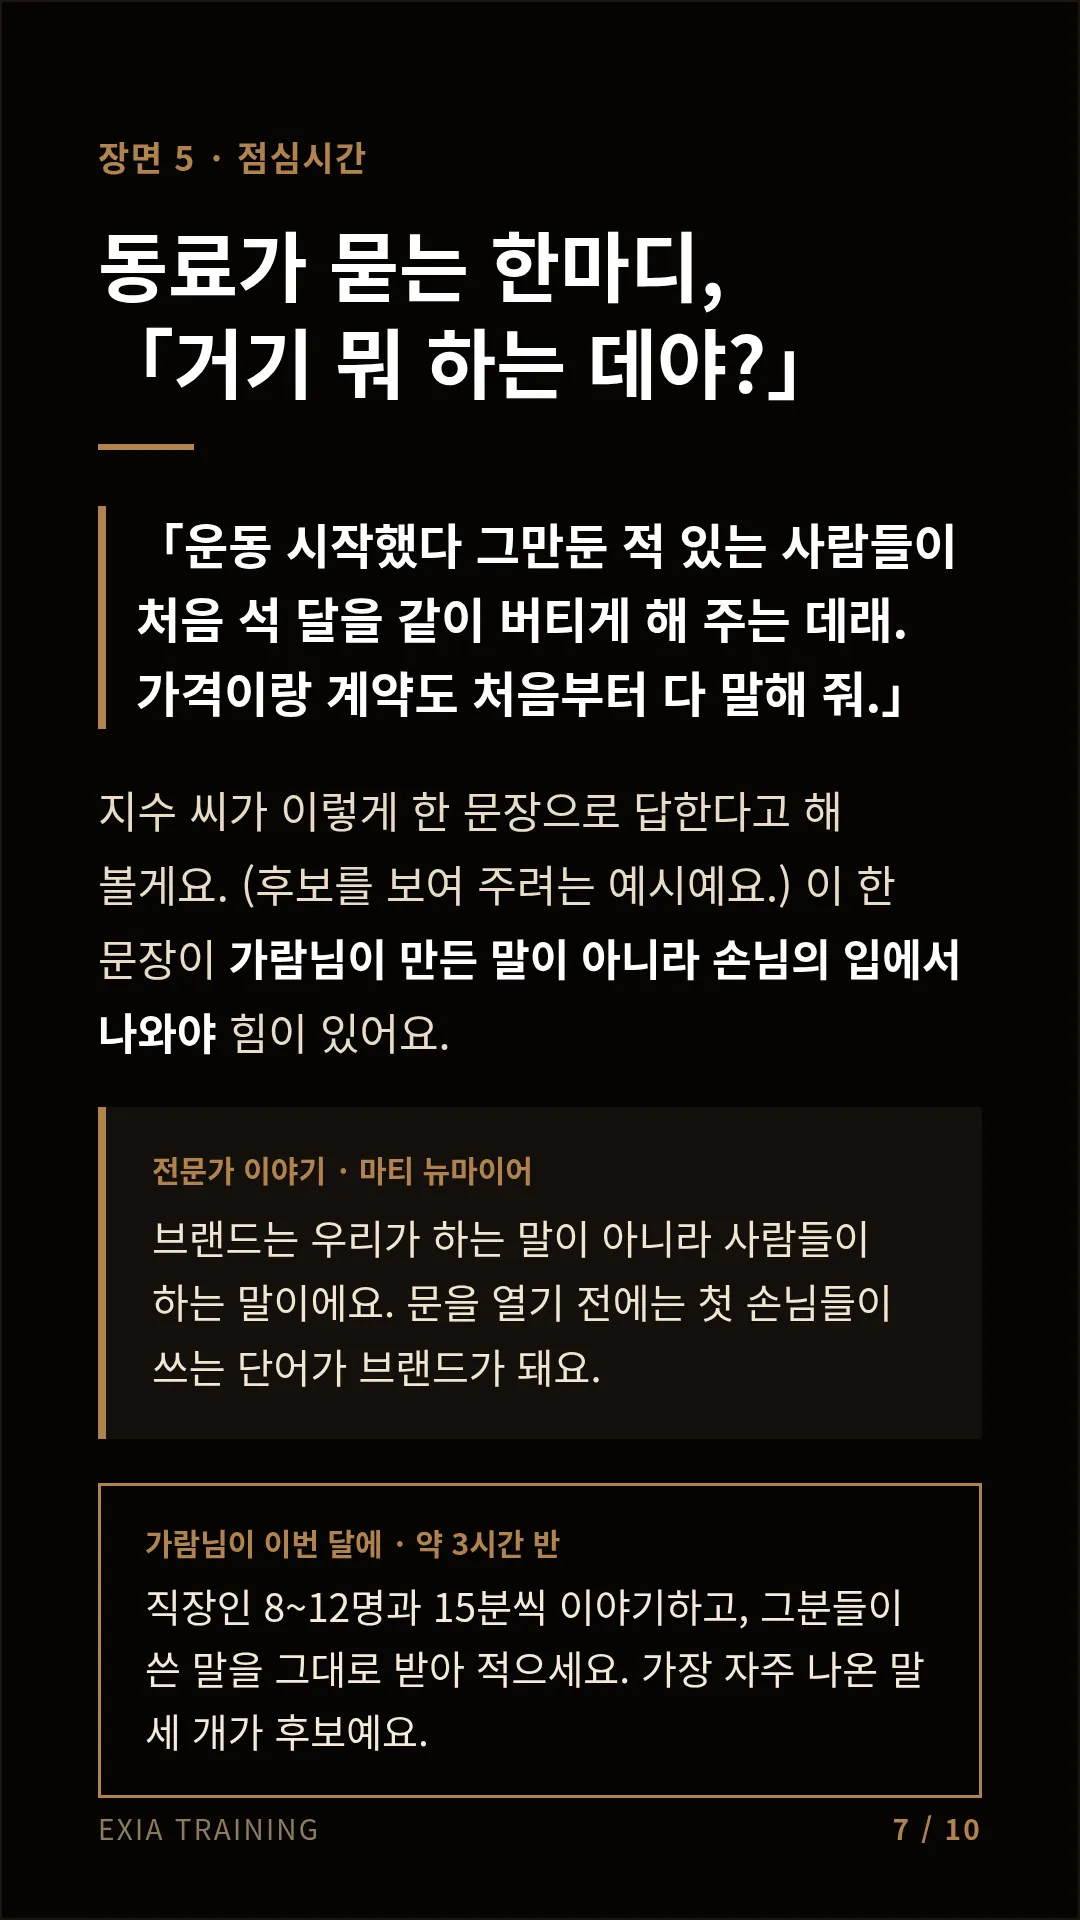 장면 5 · 점심시간
동료가 묻는 한마디,
「거기 뭐 하는 데야?」
「운동 시작했다 그만둔 적 있는 사람들이
처음 석 달을 같이 버티게 해 주는 데래.
가격이랑 계약도 처음부터 다 말해 줘.」
지수 씨가 이렇게 한 문장으로 답한다고 해
볼게요. (후보를 보여 주려는 예시예요.) 이 한
문장이 가람님이 만든 말이 아니라 손님의 입에서
나와야 힘이 있어요.
전문가 이야기 · 마티 뉴마이어
브랜드는 우리가 하는 말이 아니라 사람들이
하는 말이에요. 문을 열기 전에는 첫 손님들이
쓰는 단어가 브랜드가 돼요.
가람님이 이번 달에 · 약 3시간 반
직장인 8~12명과 15분씩 이야기하고, 그분들이
쓴 말을 그대로 받아 적으세요. 가장 자주 나온 말
세 개가 후보예요.
EXIA TRAINING
7 / 10